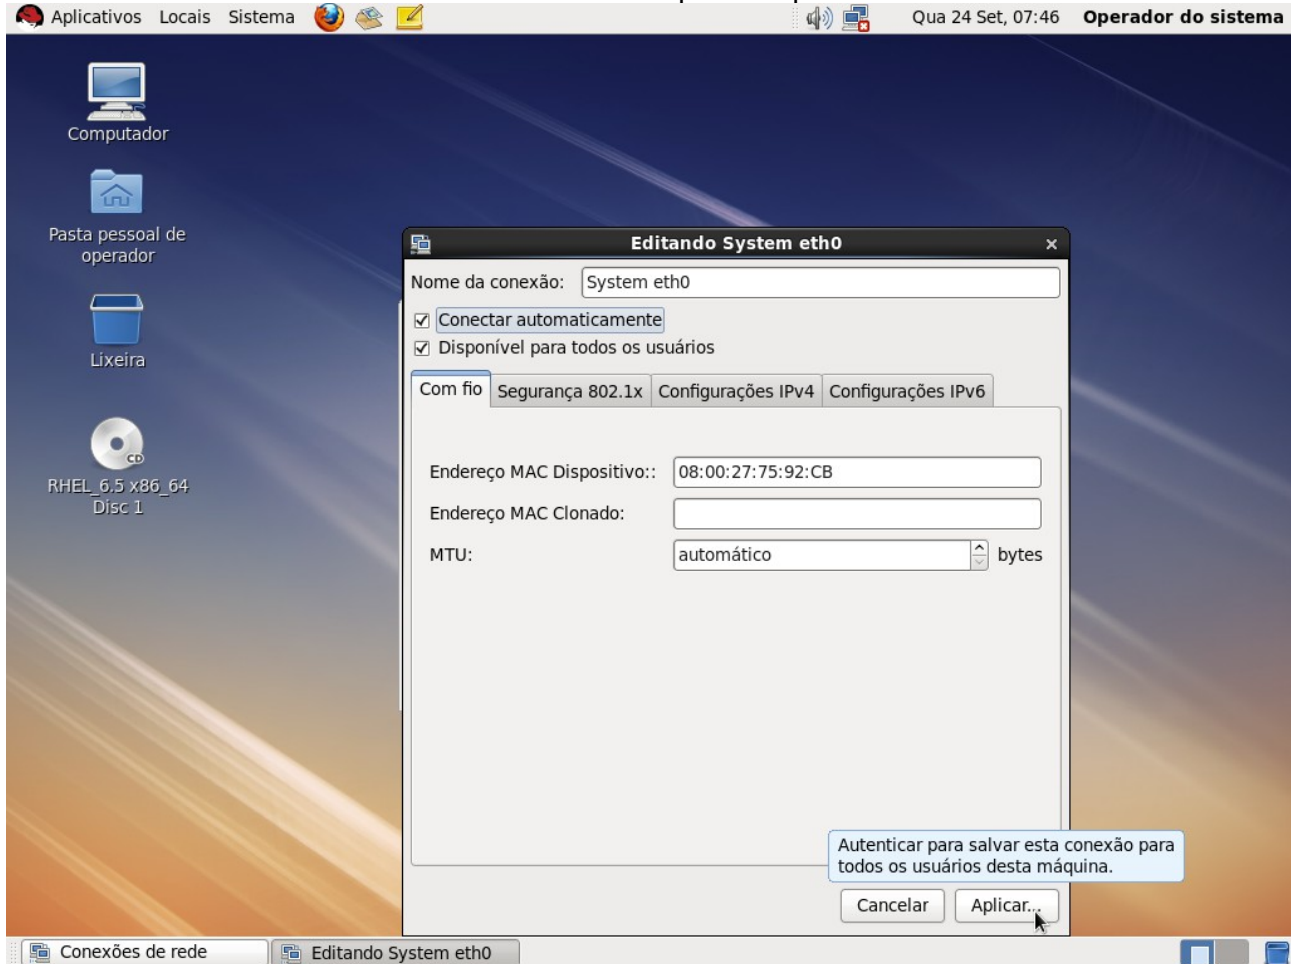 Aplicativos Locais Sistema Qua 24 Set, 07:46 Operador do sistema
Computador
Pasta pessoal de
operador
Lixeira
CD
RHEL_6.5 x86_64
Disc 1
Editando System eth0
Nome da conexão: System eth0
Conectar automaticamente
Disponível para todos os usuários
Com fio Segurança 802.1x Configurações IPv4 Configurações IPv6
Endereço MAC Dispositivo:: 08:00:27:75:92:CB
Endereço MAC Clonado:
MTU: automático bytes
Autenticar para salvar esta conexão para
todos os usuários desta máquina.
Cancelar Aplicar...
Conexões de rede Editando System eth0